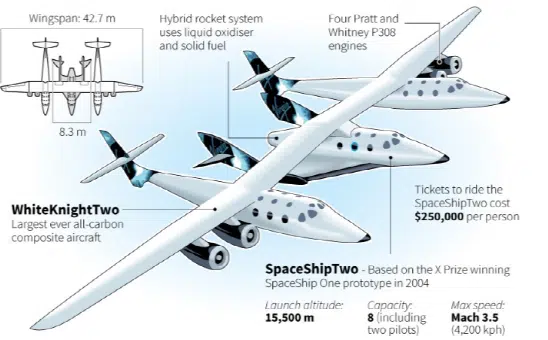 Wingspan: 42.7 m
8.3 m
Hybrid rocket system
uses liquid oxidiser
and solid fuel
Four Pratt and
Whitney P308
engines
Tickets to ride the
SpaceShipTwo cost
$250,000 per person
WhiteKnightTwo
Largest ever all-carbon
composite aircraft
SpaceShipTwo - Based on the X Prize winning
SpaceShip One prototype in 2004
Launch altitude:
15,500 m
Capacity:
8 (including
two pilots)
Max speed:
Mach 3.5
(4,200 kph)